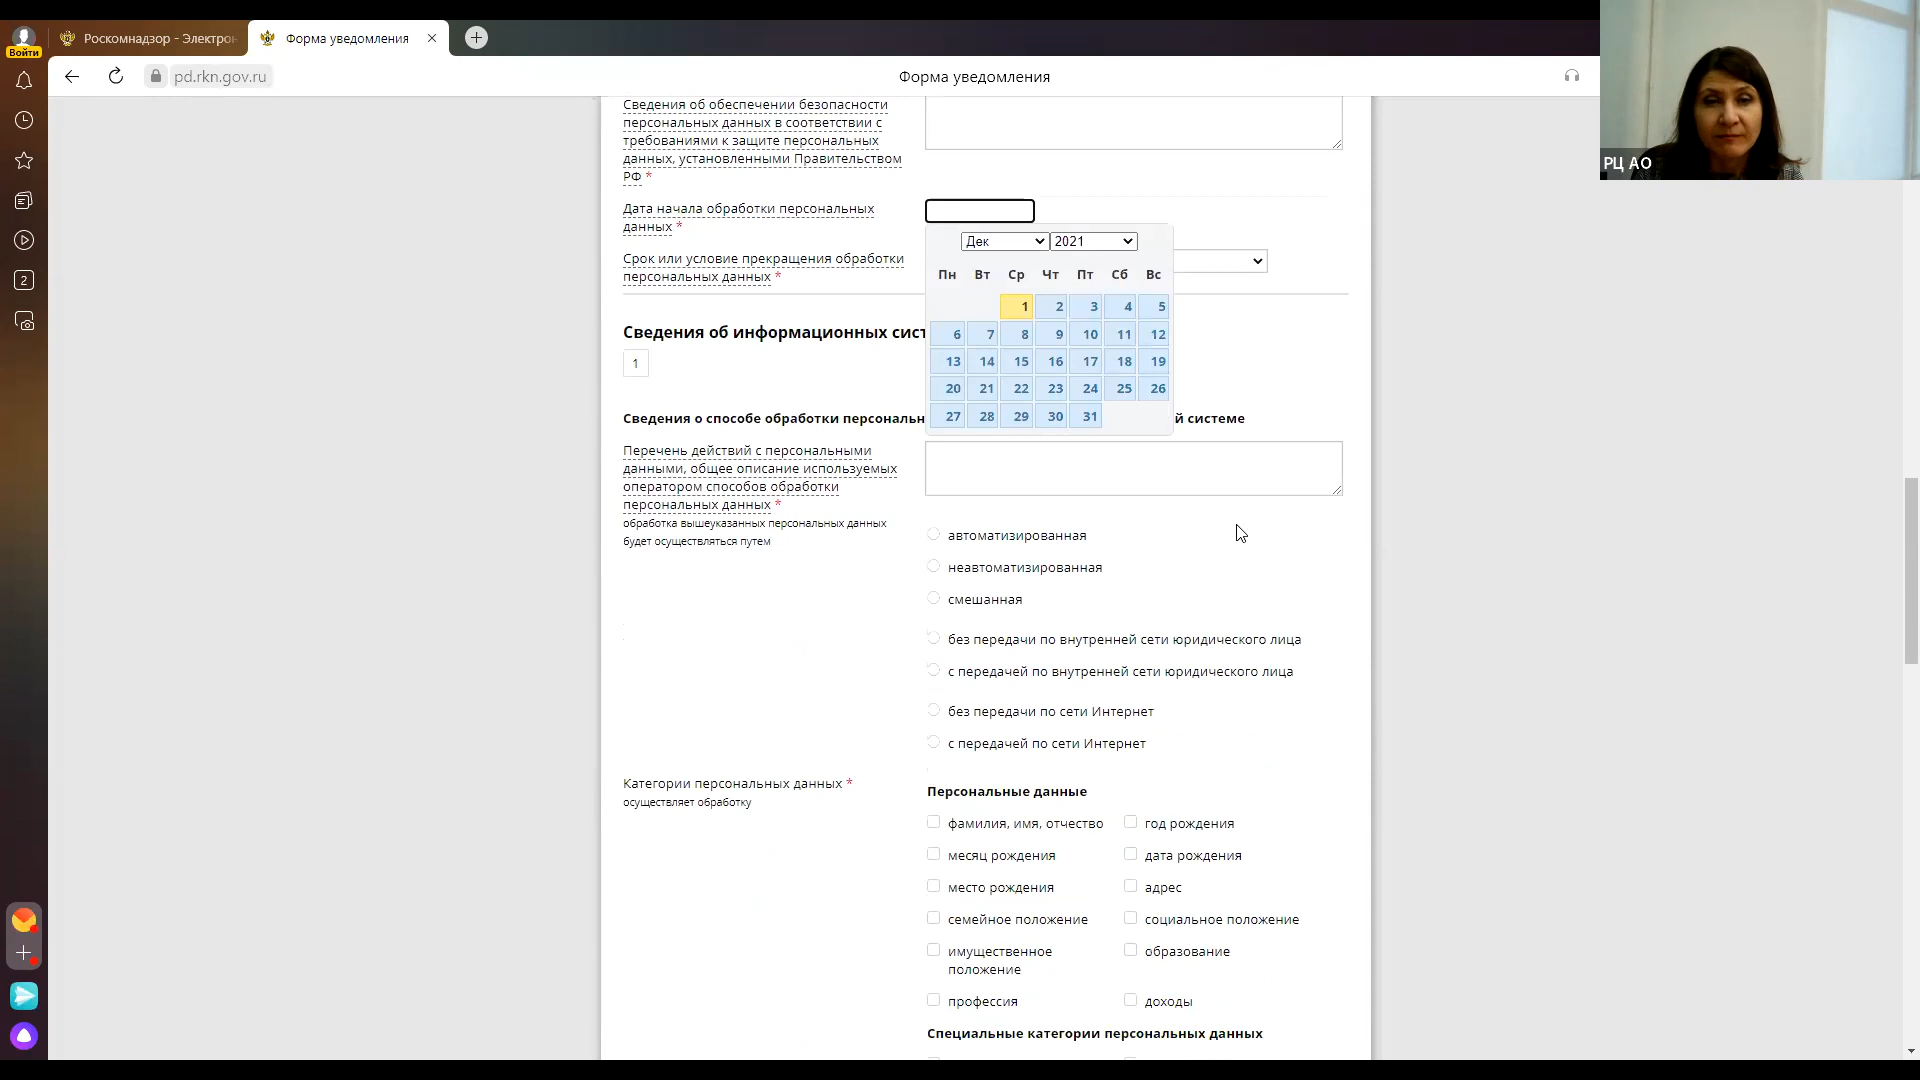 Войти
Роскомнадзор - Электро
Форма уведомления
pd.rkn.gov.ru
Форма уведомления
РЦ АО
2
Сведения об обеспечении безопасности
персональных данных в соответствии с
требованиями к защите персональных
данных, установленными Правительством
РФ *
Дата начала обработки персональных
данных *
Срок или условие прекращения обработки
персональных данных *
Дек 2021
Пн Вт Ср Чт Пт Сб Вс
1 2 3 4 5
6 7 8 9 10 11 12
13 14 15 16 17 18 19
20 21 22 23 24 25 26
27 28 29 30 31
Сведения об информационных сист
1
Сведения о способе обработки персональн
й системе
Перечень действий с персональными
данными, общее описание используемых
оператором способов обработки
персональных данных *
обработка вышеуказанных персональных данных
будет осуществляться путем
автоматизированная
неавтоматизированная
смешанная
без передачи по внутренней сети юридического лица
с передачей по внутренней сети юридического лица
без передачи по сети Интернет
с передачей по сети Интернет
Категории персональных данных *
осуществляет обработку
Персональные данные
фамилия, имя, отчество год рождения
месяц рождения дата рождения
место рождения адрес
семейное положение социальное положение
имущественное
положение
образование
профессия доходы
Специальные категории персональных данных